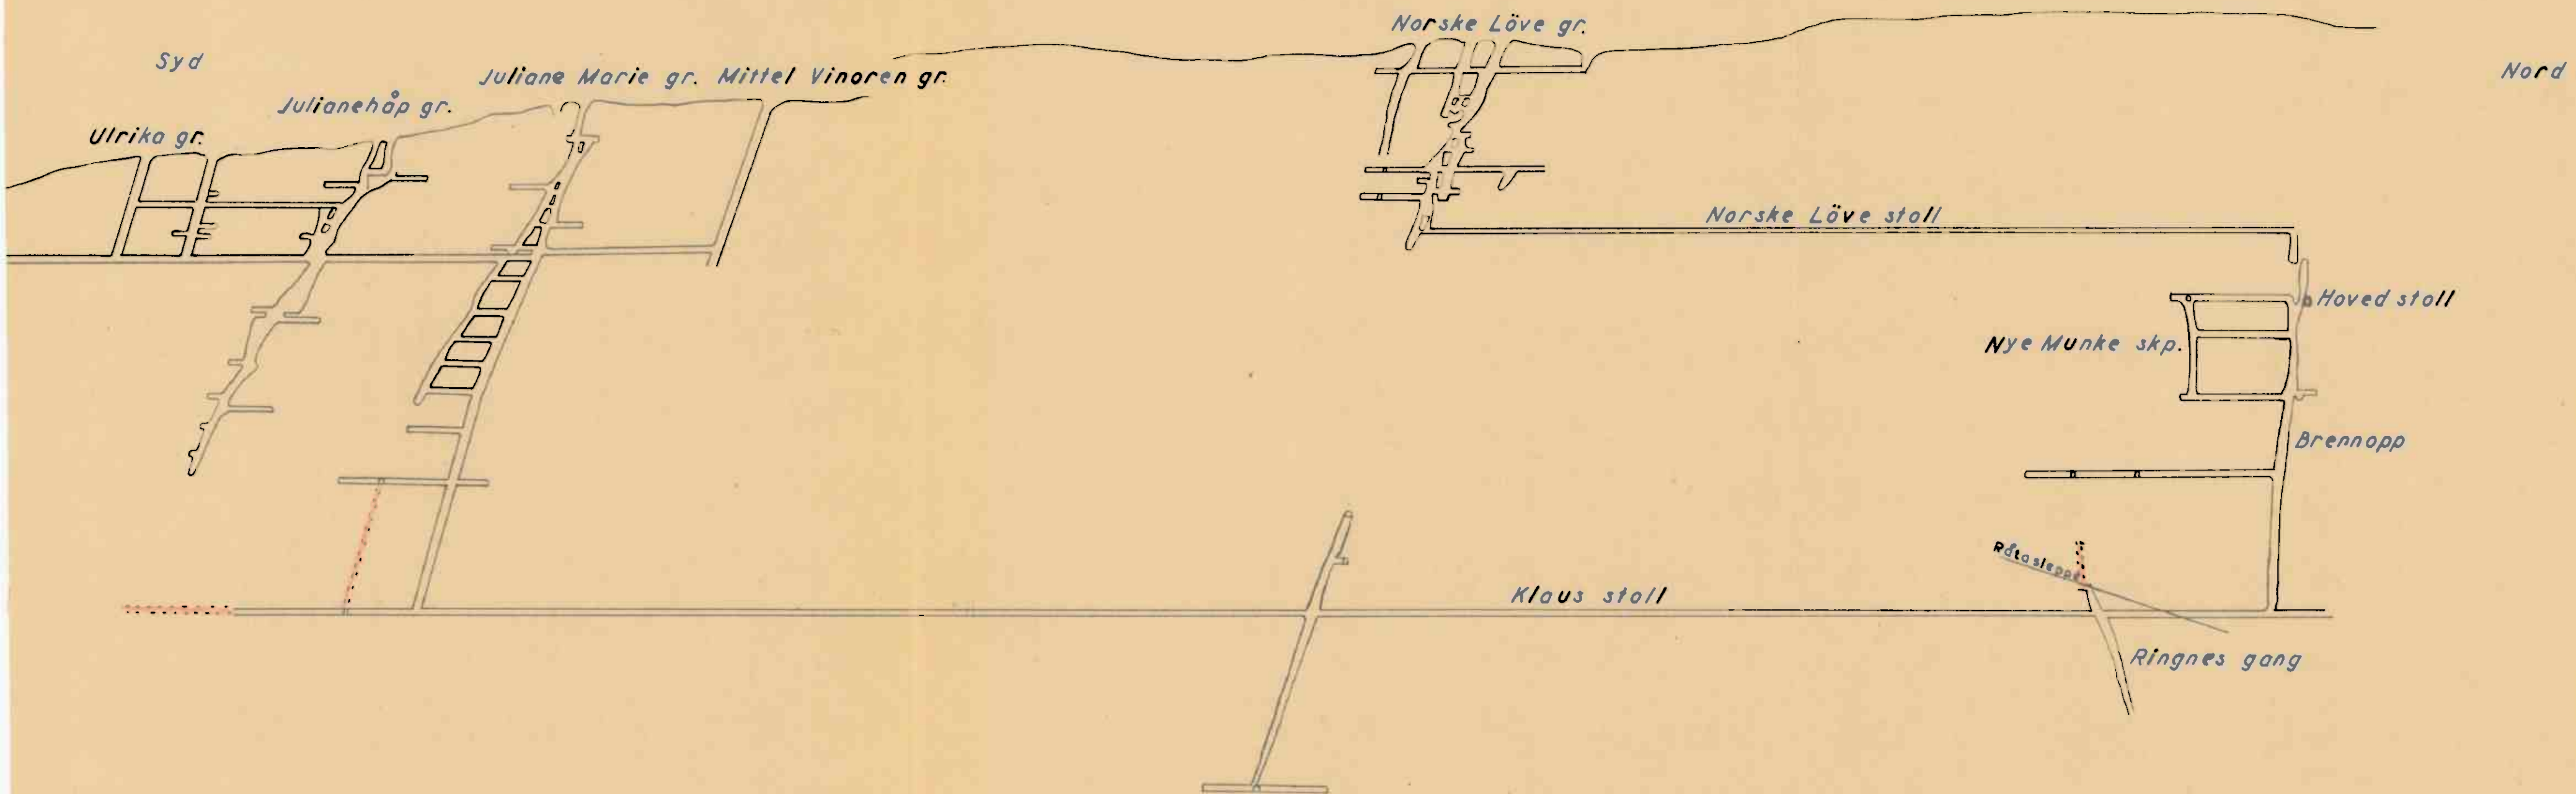 Norske Löve gr.
Syd
Nord
Juliane Marie gr. Mittel Vinoren gr.
Julianehåp gr.
Ulrika gr.
Norske Löve stoll
Hoved stoll
Nye Munke skp.
Brennopp
Råtasleppe
Klaus stoll
Ringnes gang